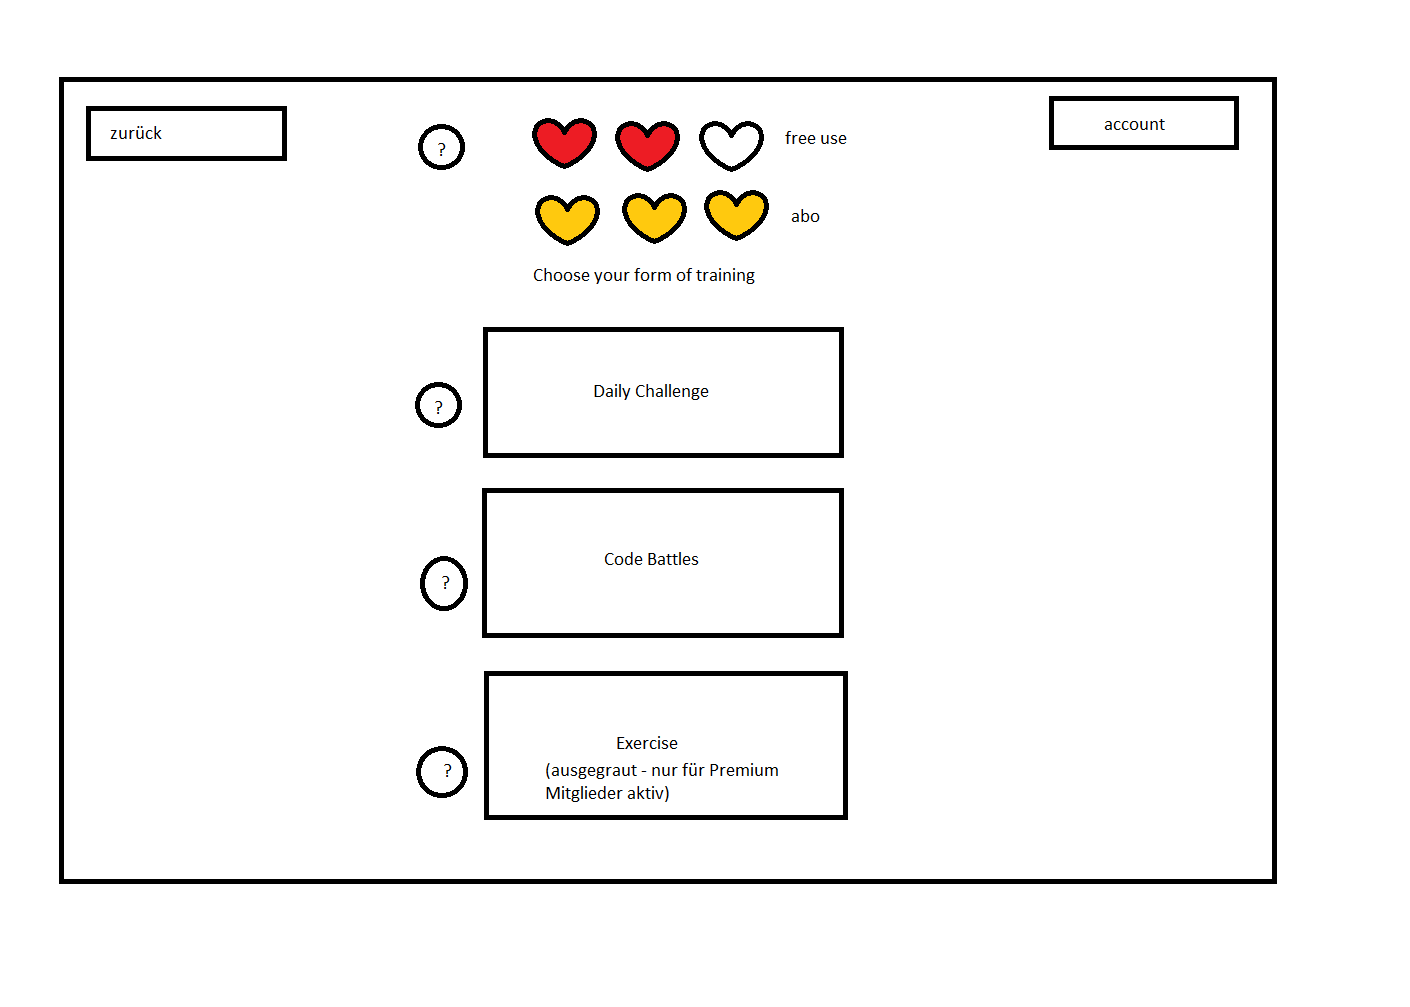 zurück
account
?
free use
abo
Choose your form of training
?
Daily Challenge
?
Code Battles
?
Exercise
(ausgegraut - nur für Premium
Mitglieder aktiv)